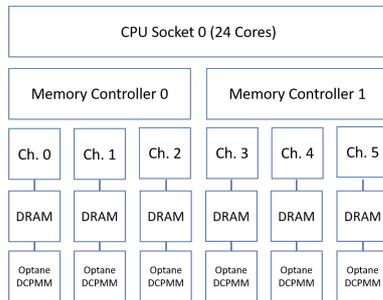 CPU Socket 0 (24 Cores)
Memory Controller 0
Memory Controller 1
Ch. 0
Ch. 1
Ch. 2
Ch. 3
Ch. 4
Ch. 5
DRAM
DRAM
DRAM
DRAM
DRAM
DRAM
Optane
DCPMM
Optane
DCPMM
Optane
DCPMM
Optane
DCPMM
Optane
DCPMM
Optane
DCPMM